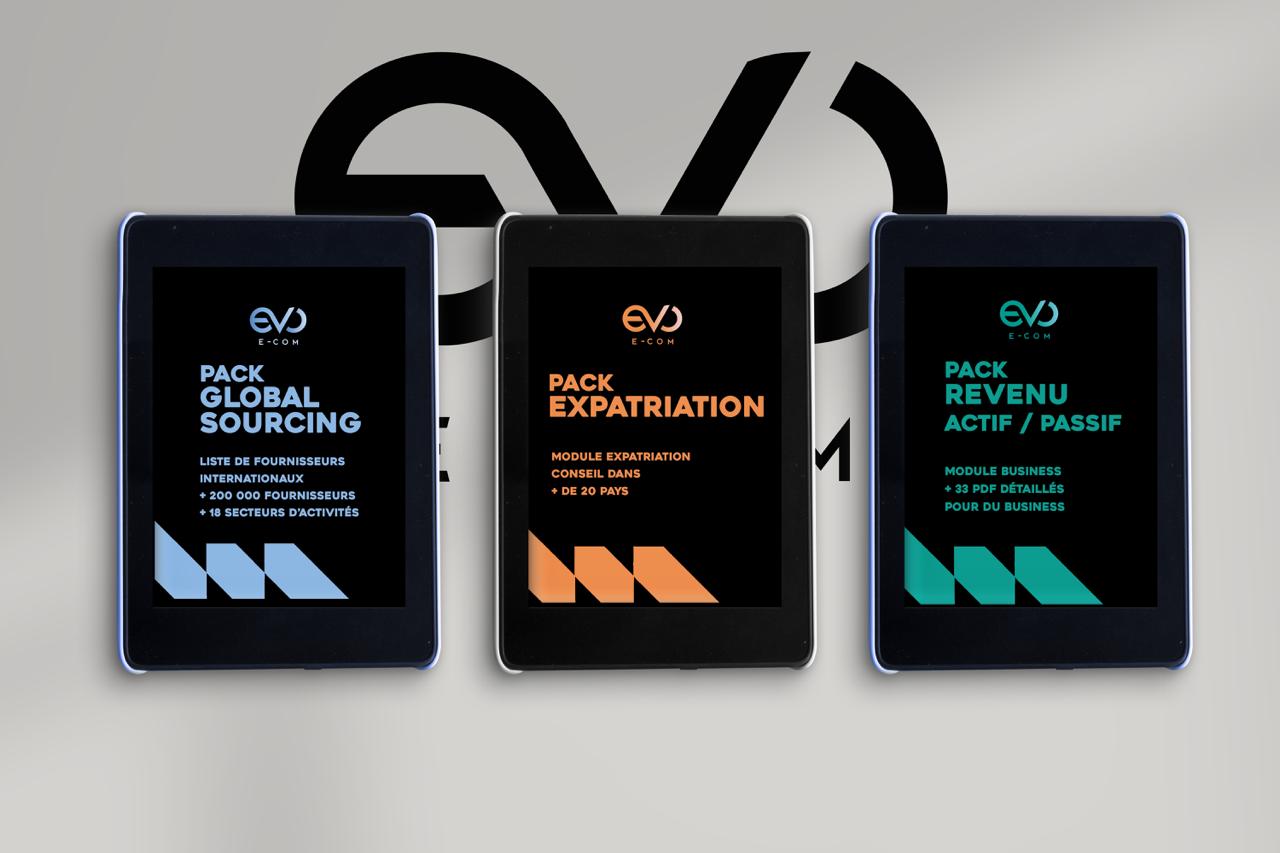 EVO
E M
EVO
E-COM
PACK
GLOBAL
SOURCING
LISTE DE FOURNISSEURS
INTERNATIONAUX
+ 200 000 FOURNISSEURS
+ 18 SECTEURS D'ACTIVITÉS
EVO
E-COM
PACK
EXPATRIATION
MODULE EXPATRIATION
CONSEIL DANS
+ DE 20 PAYS
EVO
E-COM
PACK
REVENU
ACTIF / PASSIF
MODULE BUSINESS
+ 33 PDF DÉTAILLÉS
POUR DU BUSINESS